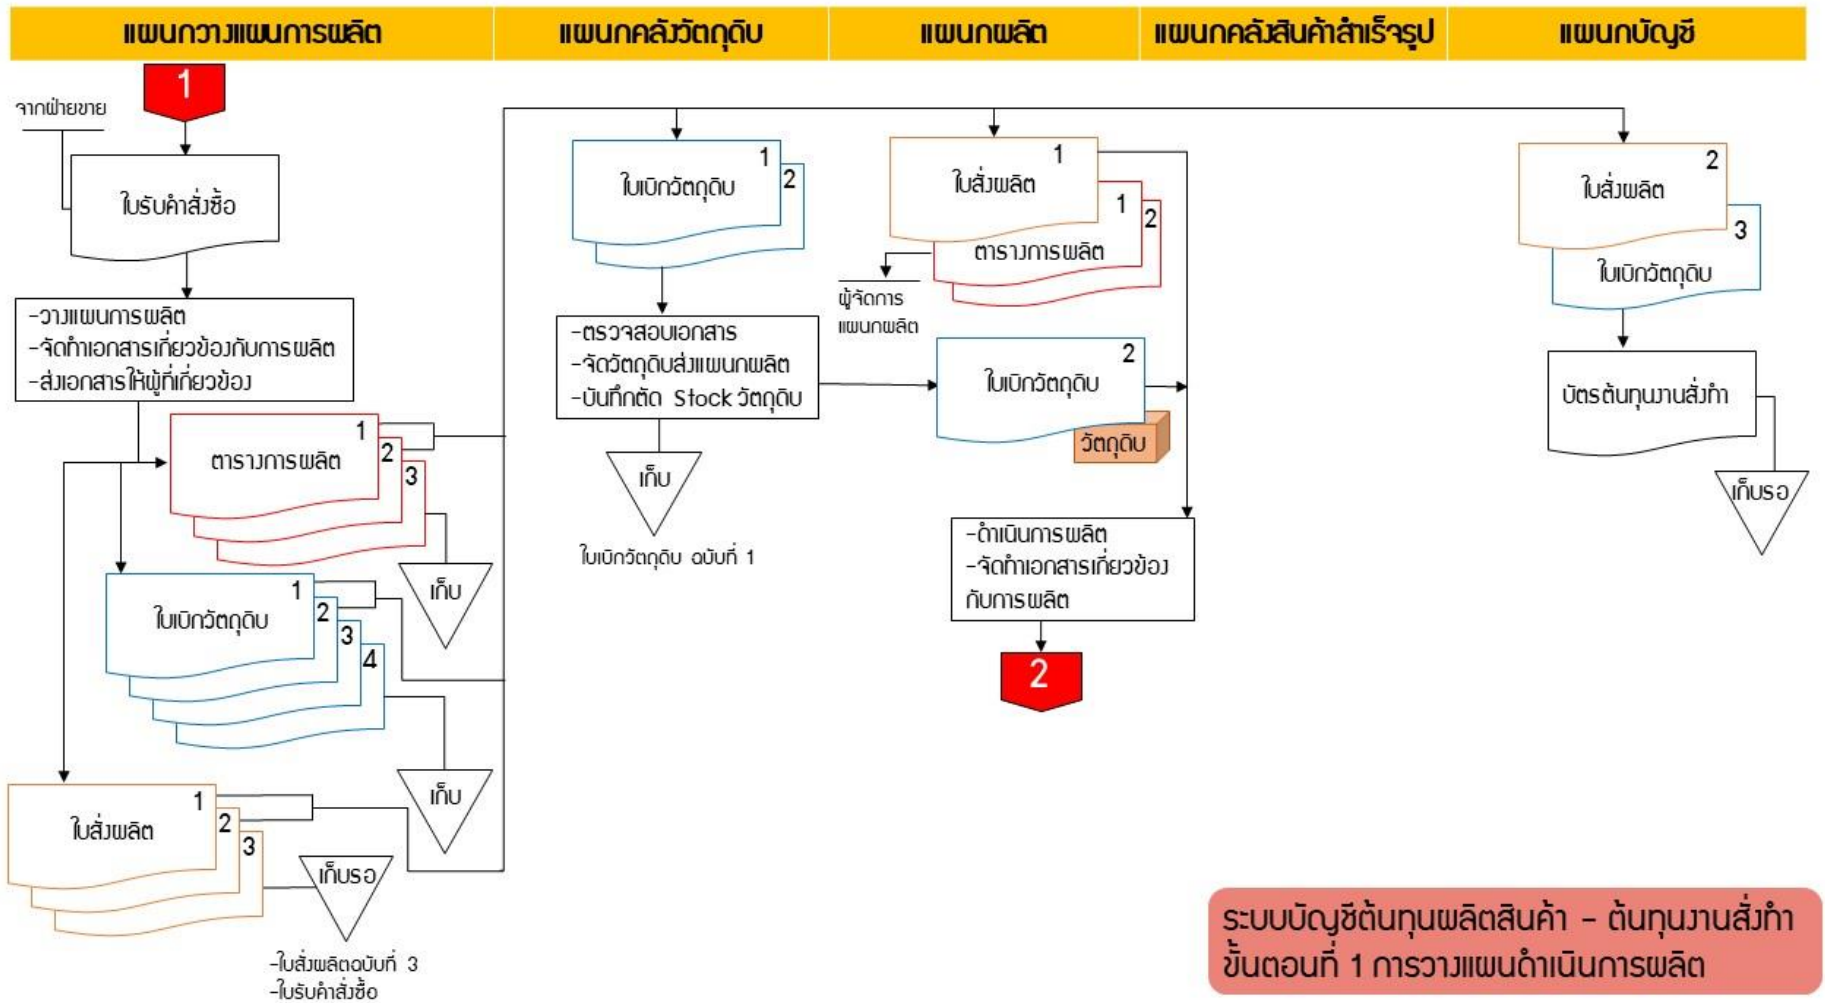 แผนกวางแผนการผลิต
แผนกคลังวัตถุดิบ
แผนกผลิต
แผนกคลังสินค้าสำเร็จรูป
แผนกบัญชี
1
จากฝ่ายขาย
ใบรับคำสั่งซื้อ
-วางแผนการผลิต
-จัดทำเอกสารเกี่ยวข้องกับการผลิต
-ส่งเอกสารให้ผู้ที่เกี่ยวข้อง
1
ตารางการผลิต
2
3
เก็บ
1
ใบเบิกวัตถุดิบ
2
3
4
เก็บ
1
ใบสั่งผลิต
2
3
เก็บรอ
-ใบสั่งผลิตฉบับที่ 3
-ใบรับคำสั่งซื้อ
1
ใบเบิกวัตถุดิบ
2
-ตรวจสอบเอกสาร
-จัดวัตถุดิบส่งแผนกผลิต
-บันทึกตัด Stock วัตถุดิบ
เก็บ
ใบเบิกวัตถุดิบ ฉบับที่ 1
1
ใบสั่งผลิต
1
2
ตารางการผลิต
ผู้จัดการ
แผนกผลิต
2
ใบเบิกวัตถุดิบ
วัตถุดิบ
-ดำเนินการผลิต
-จัดทำเอกสารเกี่ยวข้อง
กับการผลิต
2
2
ใบสั่งผลิต
3
ใบเบิกวัตถุดิบ
บัตรต้นทุนงานสั่งทำ
เก็บรอ
ระบบบัญชีต้นทุนผลิตสินค้า - ต้นทุนงานสั่งทำ
ขั้นตอนที่ 1 การวางแผนดำเนินการผลิต